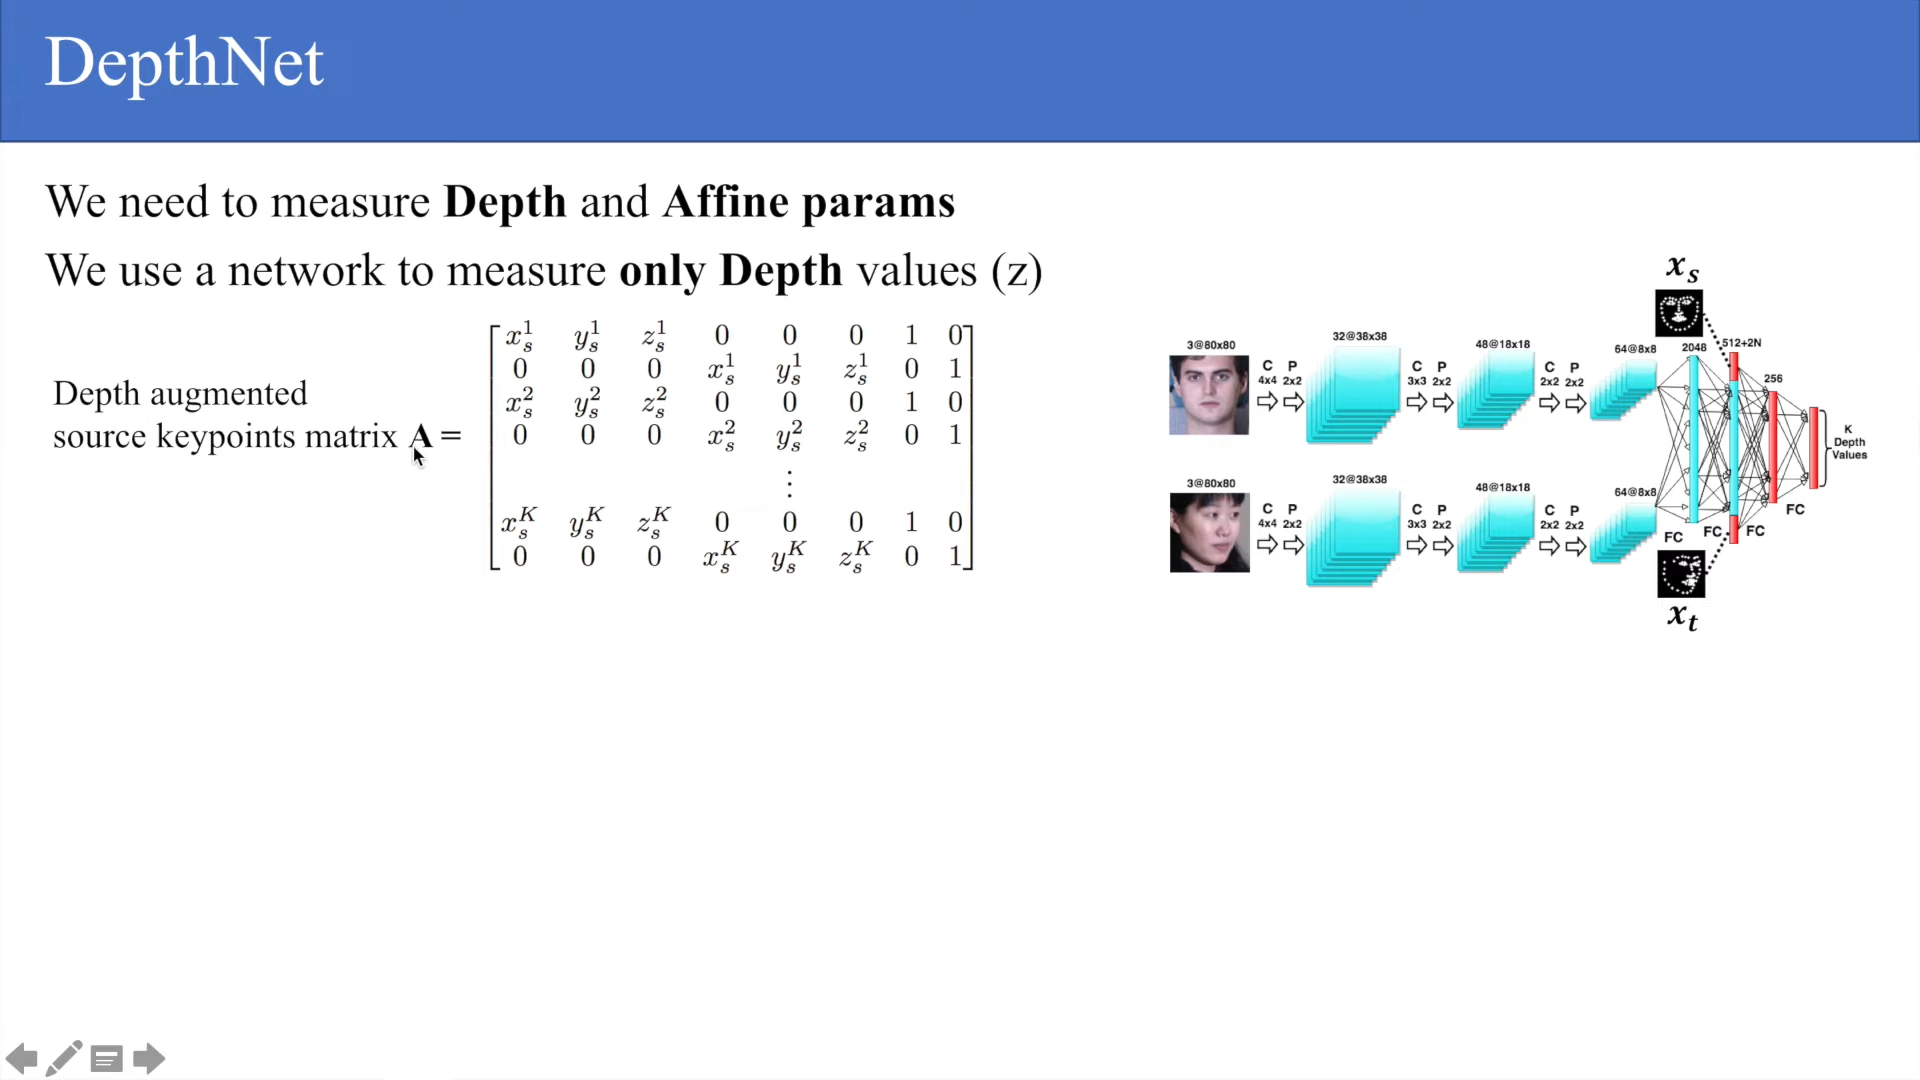 DepthNet
We need to measure Depth and Affine params
We use a network to measure only Depth values (z)
Depth augmented
source keypoints matrix A =
x_s^1 y_s^1 z_s^1 0 0 0 1 0
0 0 0 x_s^1 y_s^1 z_s^1 0 1
x_s^2 y_s^2 z_s^2 0 0 0 1 0
0 0 0 x_s^2 y_s^2 z_s^2 0 1
⋮
x_s^K y_s^K z_s^K 0 0 0 1 0
0 0 0 x_s^K y_s^K z_s^K 0 1
x_s
3@80x80
C P
4x4 2x2
32@38x38
C P
3x3 2x2
48@18x18
C P
2x2 2x2
64@8x8
2048
512+2N
256
K
Depth
Values
3@80x80
C P
4x4 2x2
32@38x38
C P
3x3 2x2
48@18x18
C P
2x2 2x2
64@8x8
FC
FC
FC
FC
x_t